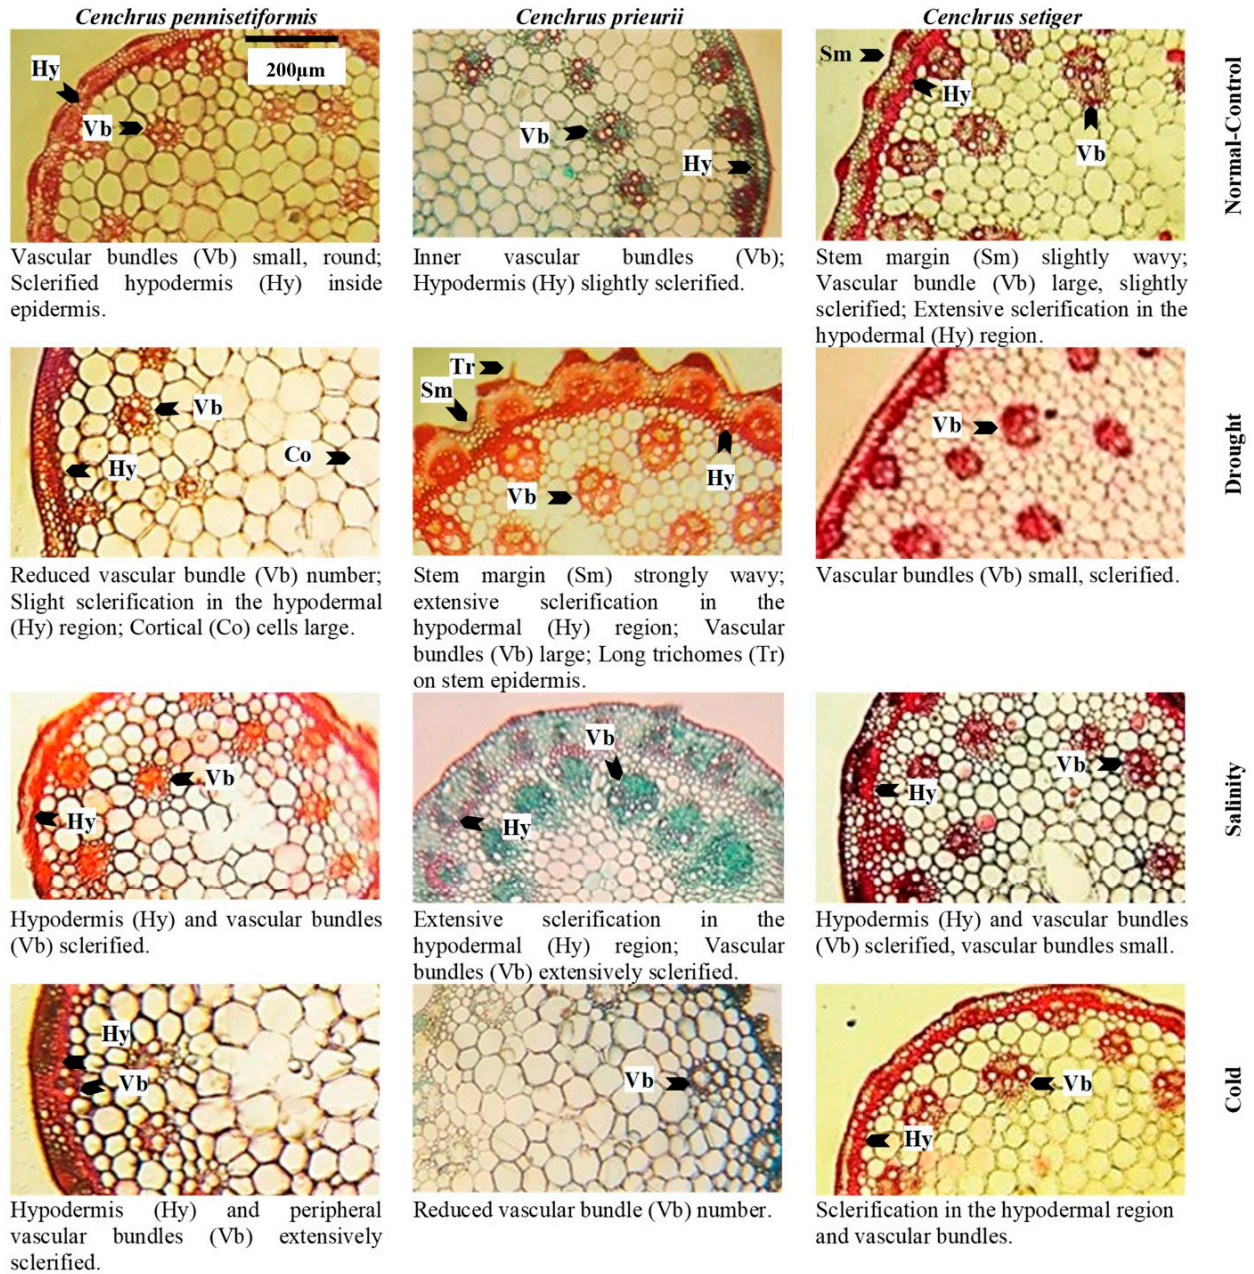 Cenchrus pennisetiformis
Cenchrus prieurii
Cenchrus setiger
Hy
200µm
Vb
Vb
Hy
Sm
Hy
Vb
Normal-Control
Vascular bundles (Vb) small, round;
Sclerified hypodermis (Hy) inside
epidermis.
Inner vascular bundles (Vb);
Hypodermis (Hy) slightly sclerified.
Stem margin (Sm) slightly wavy;
Vascular bundle (Vb) large, slightly
sclerified; Extensive sclerification in the
hypodermal (Hy) region.
Vb
Co
Hy
Tr
Sm
Hy
Vb
Vb
Drought
Reduced vascular bundle (Vb) number;
Slight sclerification in the hypodermal
(Hy) region; Cortical (Co) cells large.
Stem margin (Sm) strongly wavy;
extensive sclerification in the
hypodermal (Hy) region; Vascular
bundles (Vb) large; Long trichomes (Tr)
on stem epidermis.
Vascular bundles (Vb) small, sclerified.
Vb
Hy
Vb
Hy
Vb
Hy
Salinity
Hypodermis (Hy) and vascular bundles
(Vb) sclerified.
Extensive sclerification in the
hypodermal (Hy) region; Vascular
bundles (Vb) extensively sclerified.
Hypodermis (Hy) and vascular bundles
(Vb) sclerified, vascular bundles small.
Hy
Vb
Vb
Vb
Hy
Cold
Hypodermis (Hy) and peripheral
vascular bundles (Vb) extensively
sclerified.
Reduced vascular bundle (Vb) number.
Sclerification in the hypodermal region
and vascular bundles.